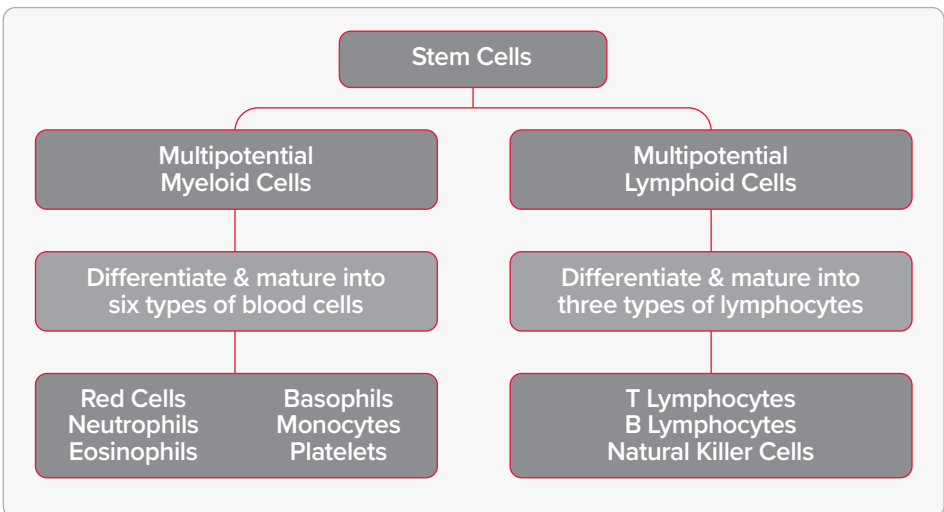 Stem Cells
Multipotential
Myeloid Cells
Multipotential
Lymphoid Cells
Differentiate & mature into
six types of blood cells
Differentiate & mature into
three types of lymphocytes
Red Cells
Neutrophils
Eosinophils
Basophils
Monocytes
Platelets
T Lymphocytes
B Lymphocytes
Natural Killer Cells